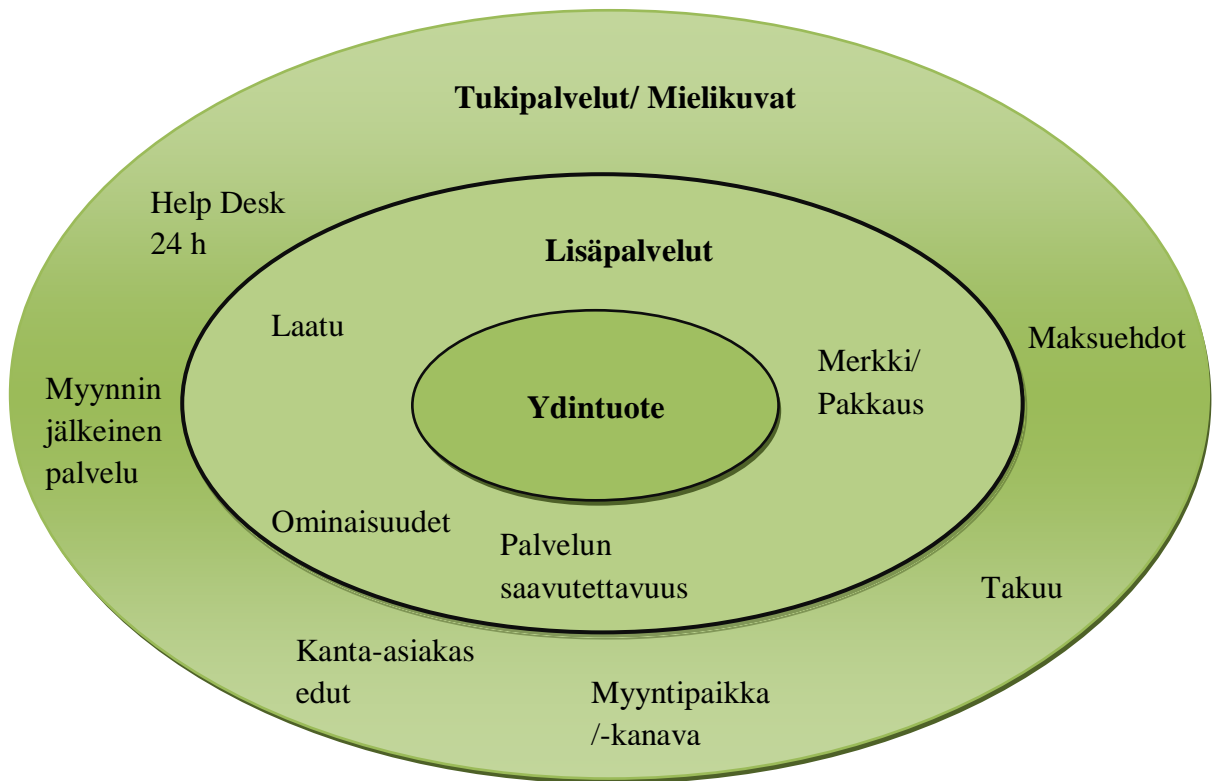 Tukipalvelut/ Mielikuvat
Help Desk
24 h
Lisäpalvelut
Laatu
Maksuehdot
Merkki/
Pakkaus
Myynnin
jälkeinen
palvelu
Ydintuote
Ominaisuudet
Palvelun
saavutettavuus
Takuu
Kanta-asiakas
edut
Myyntipaikka
/-kanava